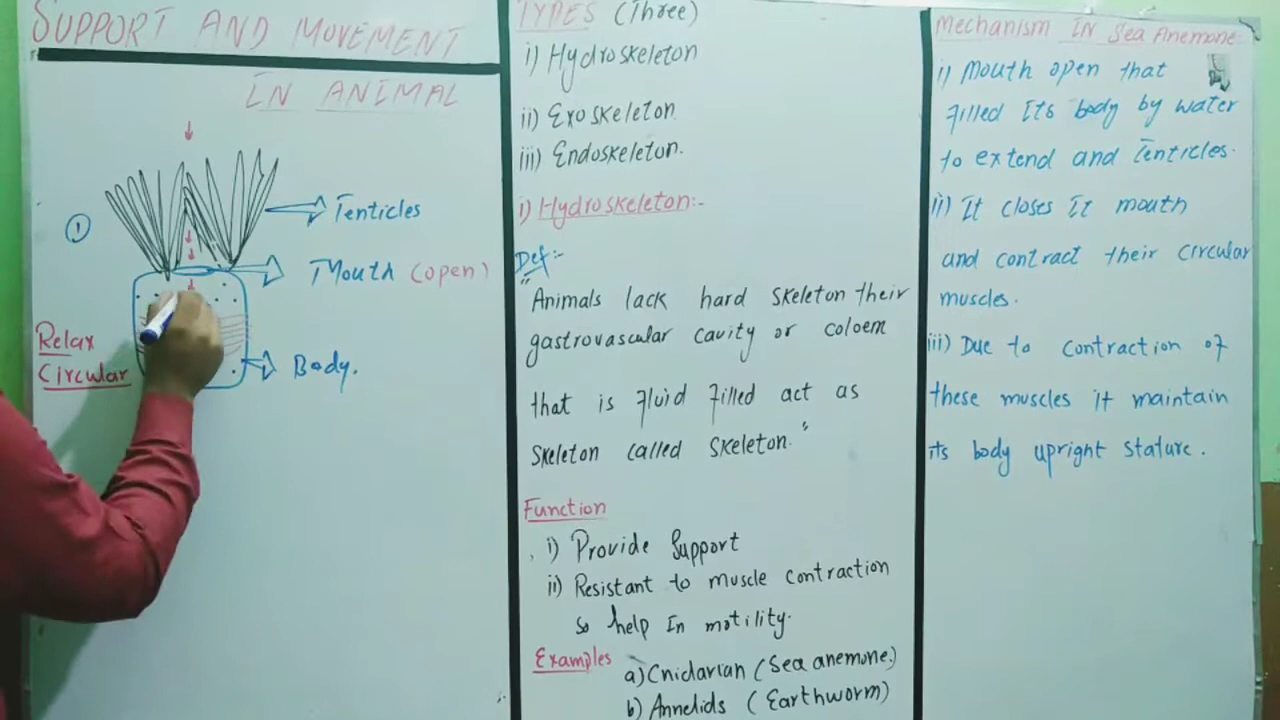 SUPPORT AND MOVEMENT
IN ANIMAL
①
Tenticles
Mouth (open)
Relax
Circular
Body.
TYPES (Three)
i) Hydroskeleton
ii) Exoskeleton
iii) Endoskeleton.
i) Hydroskeleton:-
Def:-
"Animals lack hard skeleton their
gastrovascular cavity or coloem
that is fluid filled act as
skeleton called skeleton."
Function
i) Provide Support
ii) Resistant to muscle contraction
so help In motility.
Examples
a) Cnidarian (Sea anemone.)
b) Annelids (Earthworm)
Mechanism IN Sea Anemone:
i) Mouth open that
filled Its body by water
to extend and Tenticles.
ii) It closes It mouth
and contract their circular
muscles.
iii) Due to contraction of
these muscles it maintain
its body upright stature.